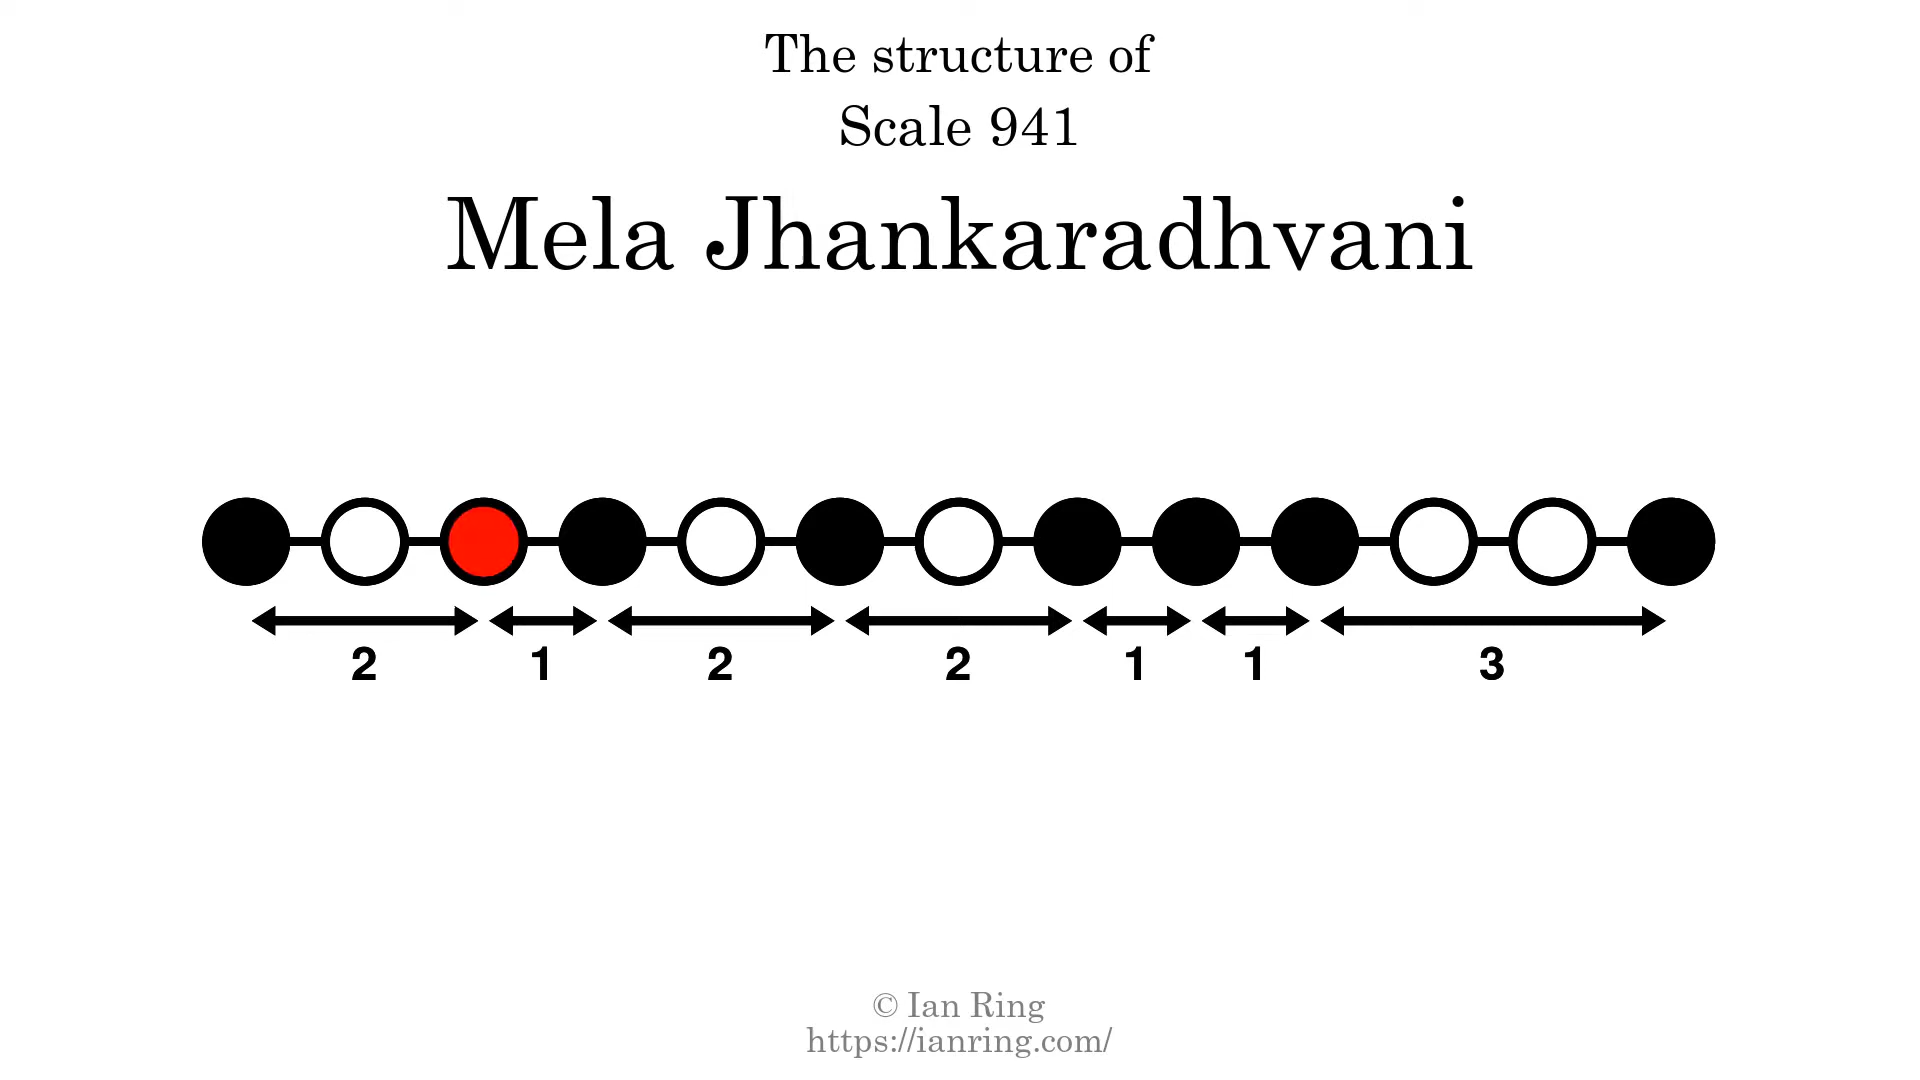 The structure of
Scale 941
Mela Jhankaradhvani
2 1 2 2 1 1 3
© Ian Ring
https://ianring.com/